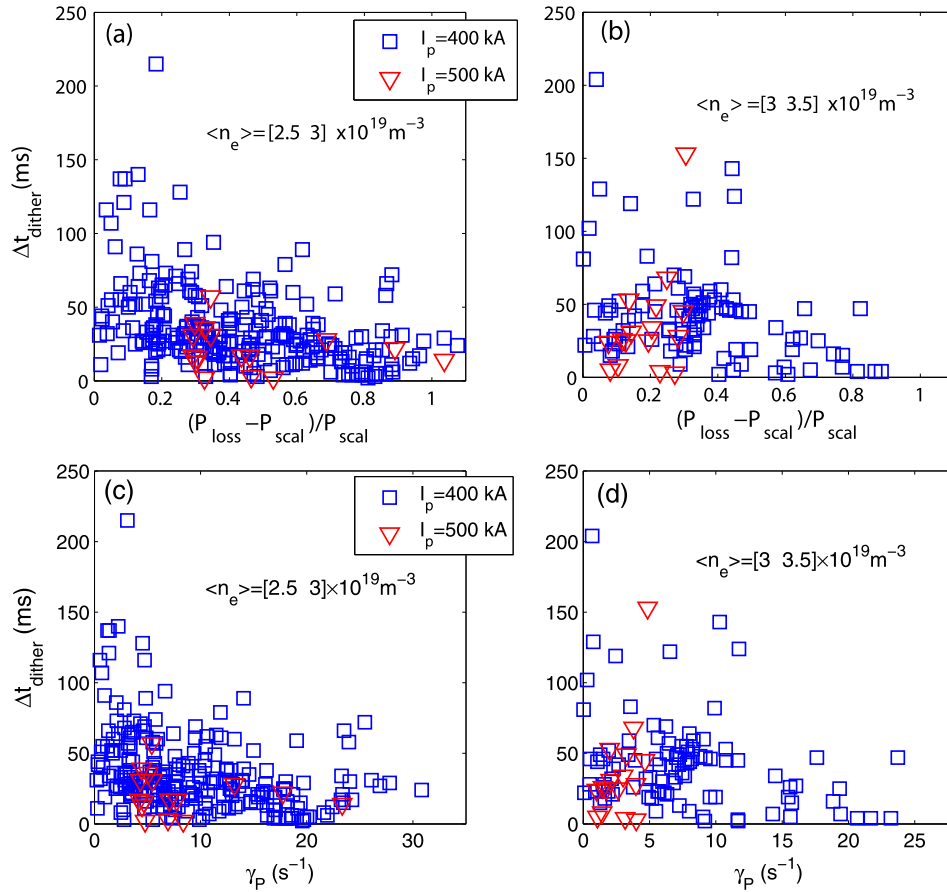 (a)
I_p=400 kA
I_p=500 kA
<n_e>=[2.5 3] x10^19 m^−3
Δt_dither (ms)
250
200
150
100
50
0
0 0.2 0.4 0.6 0.8 1
(P_loss −P_scal)/P_scal
(b)
<n_e> =[3 3.5] x10^19 m^−3
250
200
150
100
50
0
0 0.2 0.4 0.6 0.8 1
(P_loss −P_scal)/P_scal
(c)
I_p=400 kA
I_p=500 kA
<n_e>=[2.5 3]×10^19 m^−3
Δt_dither (ms)
250
200
150
100
50
0
0 10 20 30
γ_P (s^−1)
(d)
<n_e>=[3 3.5]×10^19 m^−3
250
200
150
100
50
0
0 5 10 15 20 25
γ_P (s^−1)